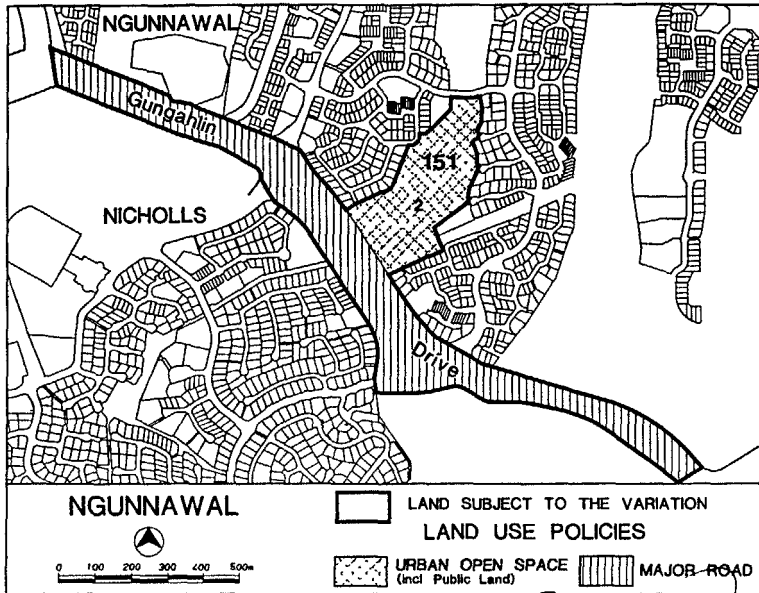 NGUNNAWAL
Gungahlin
151
2
NICHOLLS
Drive
NGUNNAWAL
0 100 200 300 400 500m
LAND SUBJECT TO THE VARIATION
LAND USE POLICIES
URBAN OPEN SPACE
(incl Public Land)
MAJOR ROAD